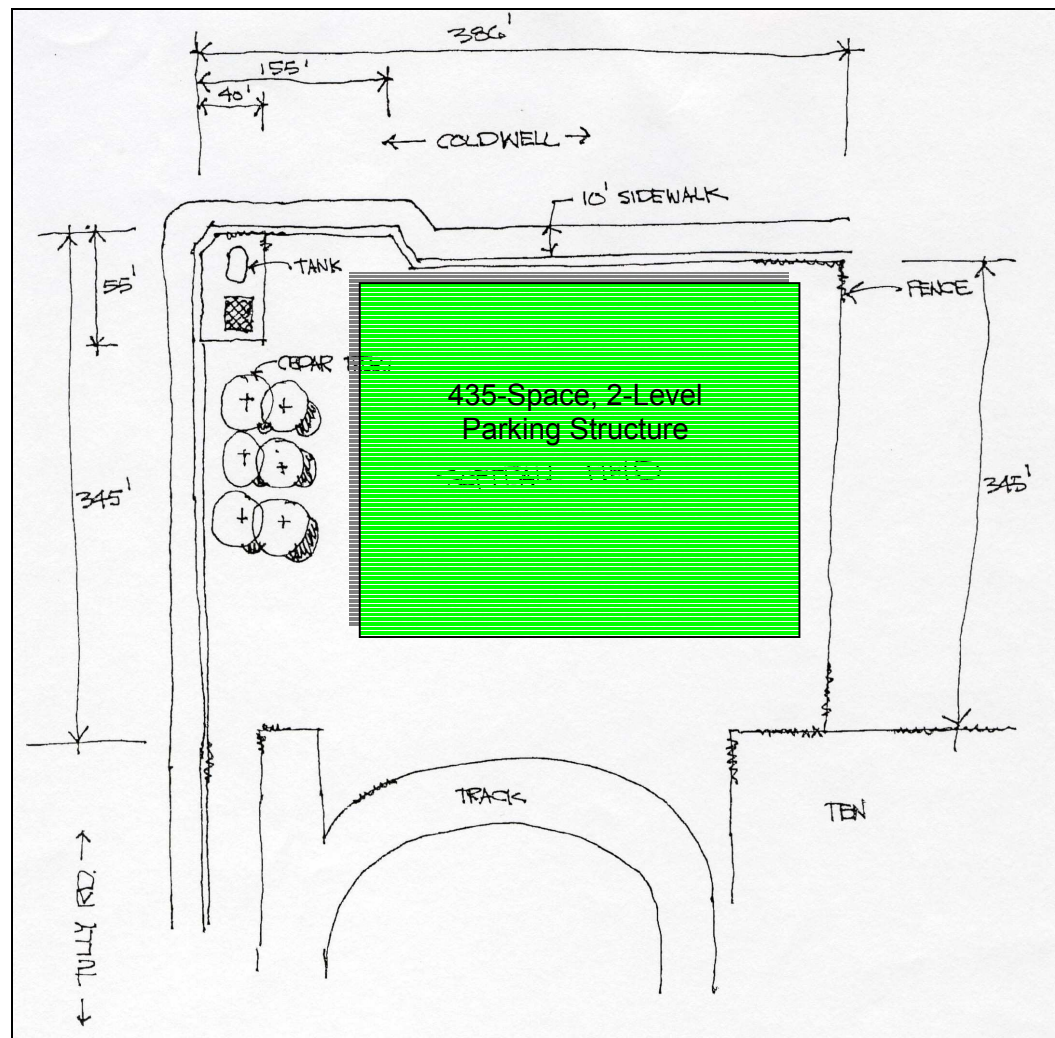 386'
155'
40'
← COLDWELL →
10' SIDEWALK
TANK
55'
FENCE
CEDAR
435-Space, 2-Level
Parking Structure
345'
345'
TRACK
TEN
← TULLY RD →